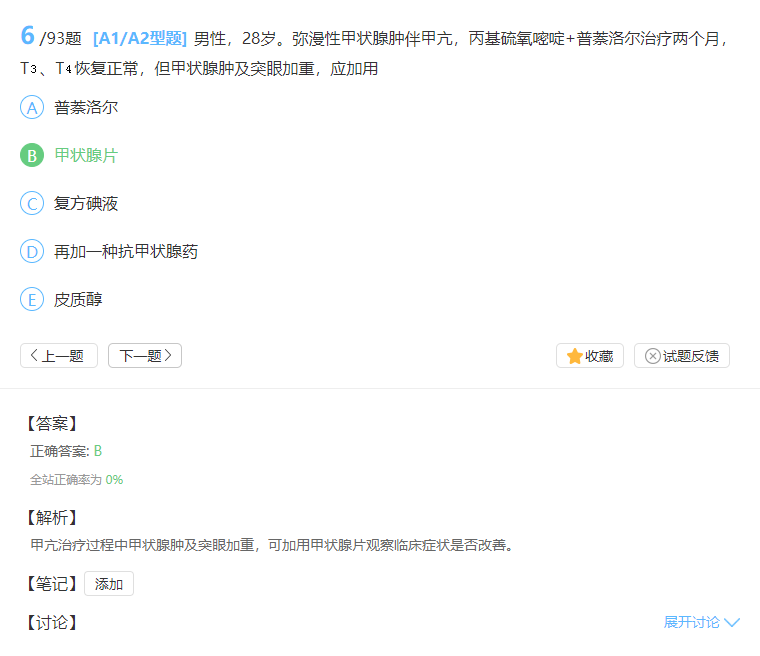 6 /93题 [A1/A2型题] 男性，28岁。弥漫性甲状腺肿伴甲亢，丙基硫氧嘧啶+普萘洛尔治疗两个月，
T₃、T₄恢复正常，但甲状腺肿及突眼加重，应加用
A 普萘洛尔
B 甲状腺片
C 复方碘液
D 再加一种抗甲状腺药
E 皮质醇
上一题 下一题 收藏 试题反馈
【答案】
正确答案: B
全站正确率为 0%
【解析】
甲亢治疗过程中甲状腺肿及突眼加重，可加用甲状腺片观察临床症状是否改善。
【笔记】 添加
【讨论】 展开讨论